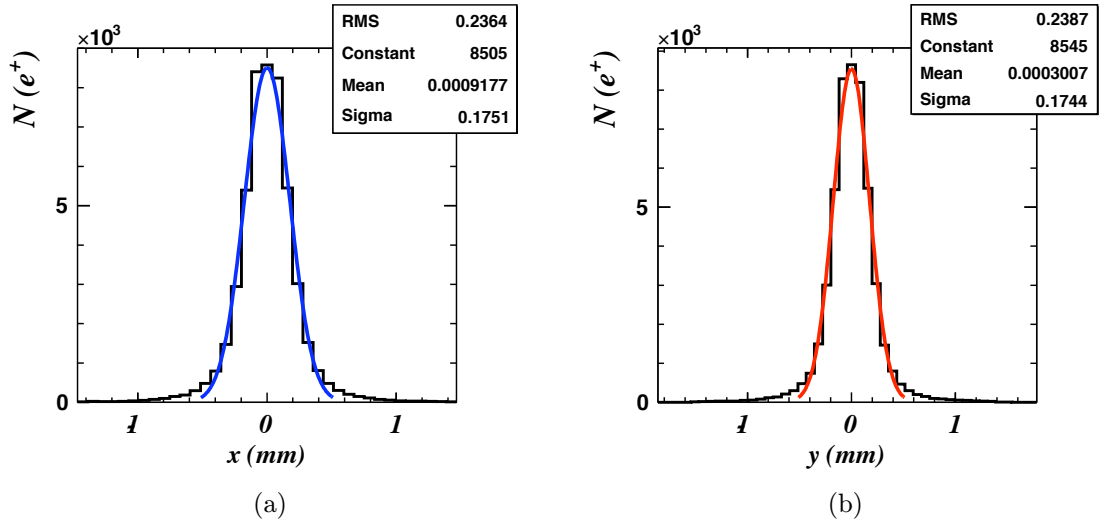 RMS 0.2364
Constant 8505
Mean 0.0009177
Sigma 0.1751
×10³
N (e⁺)
5
0
-1 0 1
x (mm)
(a)
RMS 0.2387
Constant 8545
Mean 0.0003007
Sigma 0.1744
×10³
N (e⁺)
5
0
-1 0 1
y (mm)
(b)